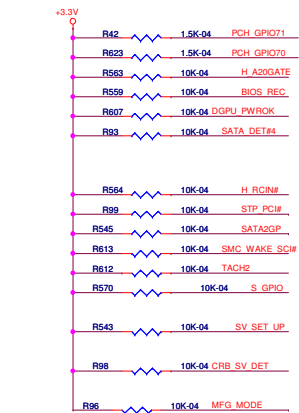 +3.3V
R42 1.5K-04 PCH_GPIO71
R623 1.5K-04 PCH_GPIO70
R563 10K-04 H_A20GATE
R559 10K-04 BIOS_REC
R607 10K-04 DGPU_PWROK
R93 10K-04 SATA_DET#4
R564 10K-04 H_RCIN#
R99 10K-04 STP_PCI#
R545 10K-04 SATA2GP
R613 10K-04 SMC_WAKE_SCI#
R612 10K-04 TACH2
R570 10K-04 S_GPIO
R543 10K-04 SV_SET_UP
R98 10K-04 CRB_SV_DET
R96 10K-04 MFG_MODE